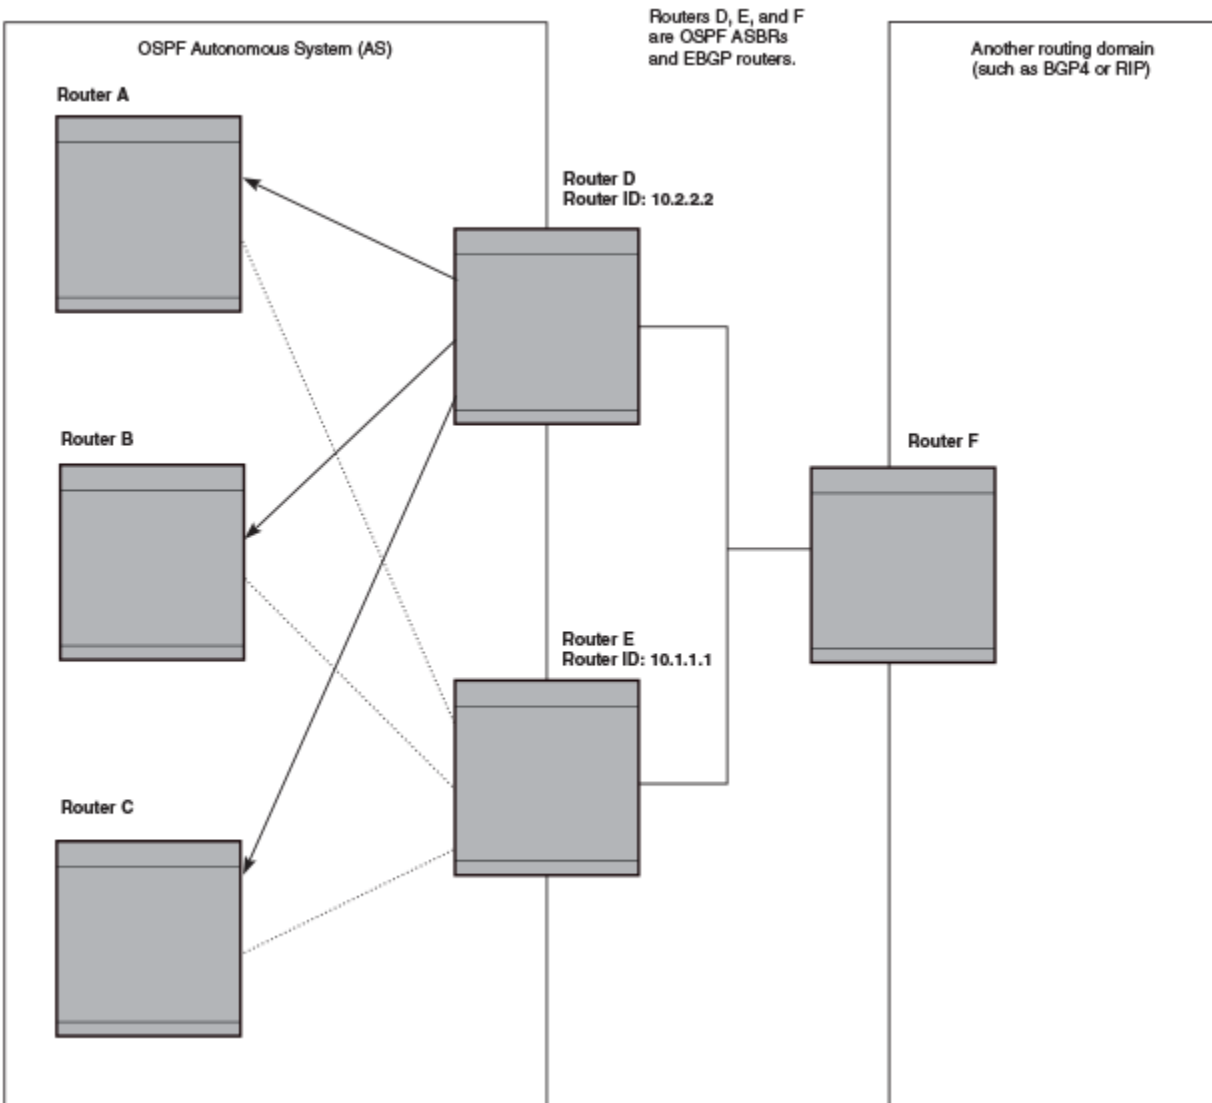 Routers D, E, and F
are OSPF ASBRs
and EBGP routers.
OSPF Autonomous System (AS)
Another routing domain
(such as BGP4 or RIP)
Router A
Router D
Router ID: 10.2.2.2
Router B
Router F
Router E
Router ID: 10.1.1.1
Router C